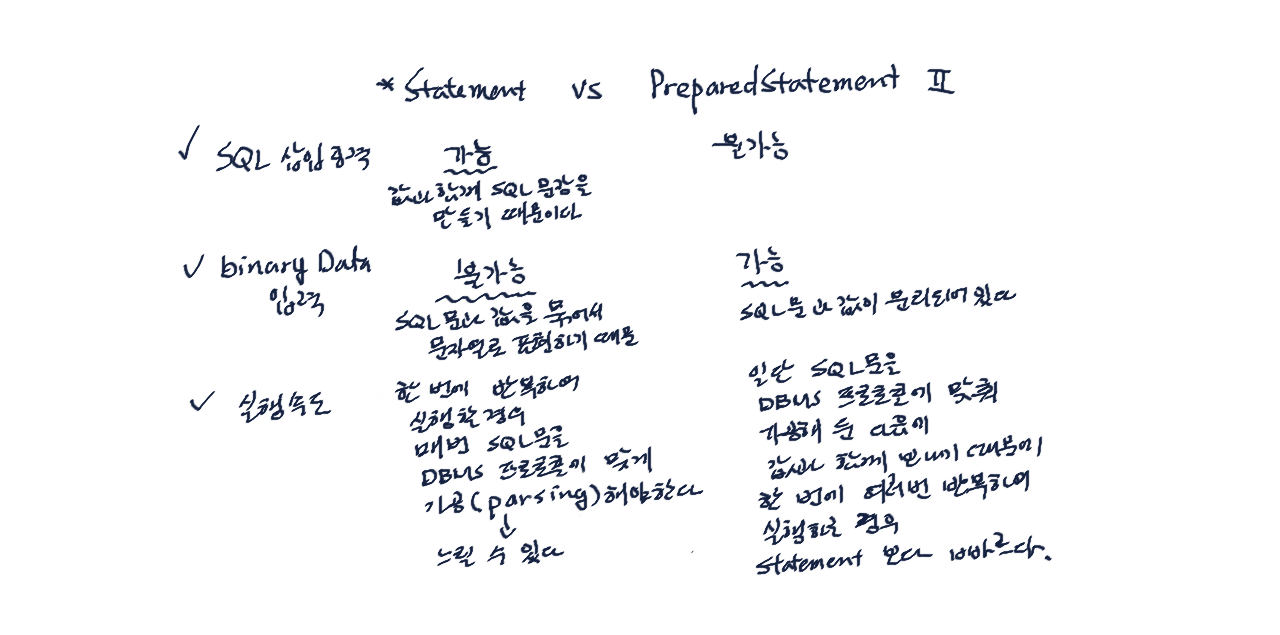 * Statement vs PreparedStatement II
✓ SQL 삽입 공격 가능 불가능
값과 함께 SQL 문장을
만들기 때문이다
✓ binary Data 불가능 가능
입력
SQL 문과 값을 묶어서 SQL문과 값이 분리되어 있다
문자열로 표현하기 때문
✓ 실행속도
한 번에 반복하여
실행할 경우
매번 SQL문을
DBMS 프로토콜이 맞게
가공(parsing)해야한다
↓
느릴 수 있다
일단 SQL문을
DBMS 프로토콜에 맞춰
가공해 둔 다음에
값과 함께 보내기 때문에
한 번에 여러번 반복하여
실행하는 경우
Statement 보다 빠르다.